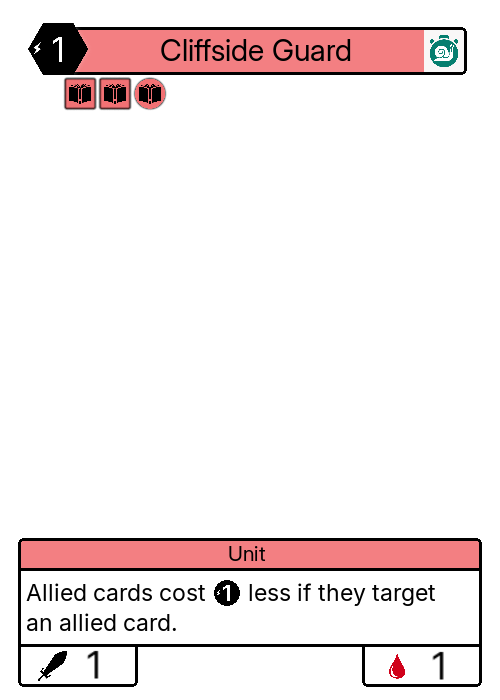 1 Cliffside Guard
Unit
Allied cards cost 1 less if they target
an allied card.
1 1